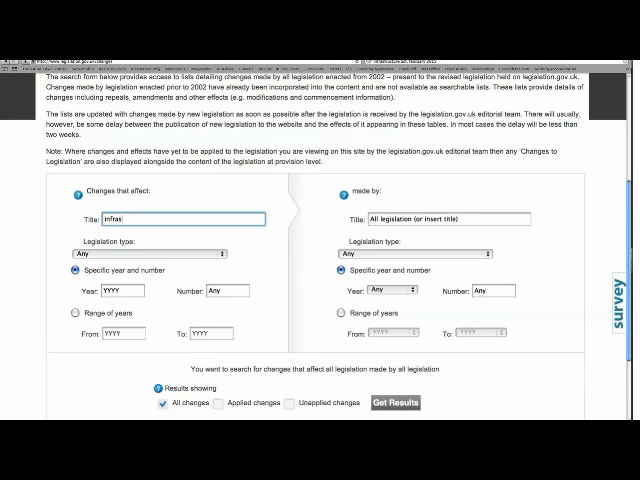 http://www.legislation.gov.uk/changes
Infrastructure act, february 2015
The search form below provides access to lists detailing changes made by all legislation enacted from 2002 – present to the revised legislation held on legislation.gov.uk.
Changes made by legislation enacted prior to 2002 have already been incorporated into the content and are not available as searchable lists. These lists provide details of
changes including repeals, amendments and other effects (e.g. modifications and commencement information).
The lists are updated with changes made by new legislation as soon as possible after the legislation is received by the legislation.gov.uk editorial team. There will usually,
however, be some delay between the publication of new legislation to the website and the effects of it appearing in these tables. In most cases the delay will be less than
two weeks.
Note: Where changes and effects have yet to be applied to the legislation you are viewing on this site by the legislation.gov.uk editorial team then any 'Changes to
Legislation' are also displayed alongside the content of the legislation at provision level.
? Changes that affect:
? made by:
Title: infras
Title: All legislation (or insert title)
Legislation type:
Legislation type:
Any
Any
Specific year and number
Specific year and number
Year: YYYY Number: Any
Year: Any Number: Any
Range of years
Range of years
From: YYYY To: YYYY
From: YYYY To: YYYY
survey
You want to search for changes that affect all legislation made by all legislation
? Results showing
All changes Applied changes Unapplied changes Get Results